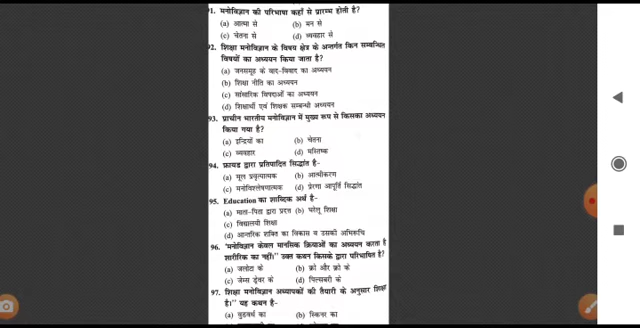 91. मनोविज्ञान की परिभाषा कहाँ से प्रारम्भ होती है?
(a) आत्मा से (b) मन से
(c) चेतना से (d) व्यवहार से
92. शिक्षा मनोविज्ञान के विषय क्षेत्र के अन्तर्गत किन सम्बन्धित
विषयों का अध्ययन किया जाता है?
(a) जनसमूह के वाद-विवाद का अध्ययन
(b) शिक्षा नीति का अध्ययन
(c) सांसारिक विपदाओं का अध्ययन
(d) शिक्षार्थी एवं शिक्षक सम्बन्धी अध्ययन
93. प्राचीन भारतीय मनोविज्ञान में मुख्य रूप से किसका अध्ययन
किया गया है?
(a) इन्द्रियों का (b) चेतना
(c) व्यवहार (d) मस्तिष्क
94. फ्रायड द्वारा प्रतिपादित सिद्धांत है-
(a) मूल प्रवृत्यात्मक (b) आत्मीकरण
(c) मनोविश्लेषणात्मक (d) प्रेरणा आपूर्ति सिद्धांत
95. Education का शाब्दिक अर्थ है-
(a) माता-पिता द्वारा प्रदत्त (b) घरेलू शिक्षा
(c) विद्यालयी शिक्षा
(d) आन्तरिक शक्ति का विकास व उसकी अभिरुचि
96. 'मनोविज्ञान केवल मानसिक क्रियाओं का अध्ययन करता है
शारीरिक का नहीं।'' उक्त कथन किसके द्वारा परिभाषित है?
(a) जलोटा के (b) क्रो और क्रो के
(c) जेम्स ड्रेवर के (d) पिल्सबरी के
97. शिक्षा मनोविज्ञान अध्यापकों की तैयारी के अनुसार शिक्षा
है।'' यह कथन है-
(a) वुडवर्थ का (b) स्किनर का